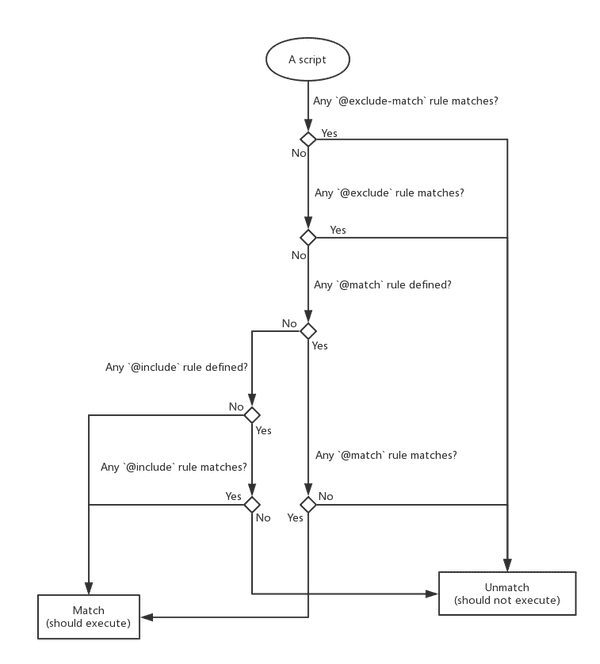 A script
Any `@exclude-match` rule matches?
Yes
No
Any `@exclude` rule matches?
Yes
No
Any `@match` rule defined?
No
Yes
Any `@include` rule defined?
No
Yes
Any `@match` rule matches?
Any `@include` rule matches?
Yes
No
No
Yes
Unmatch
(should not execute)
Match
(should execute)